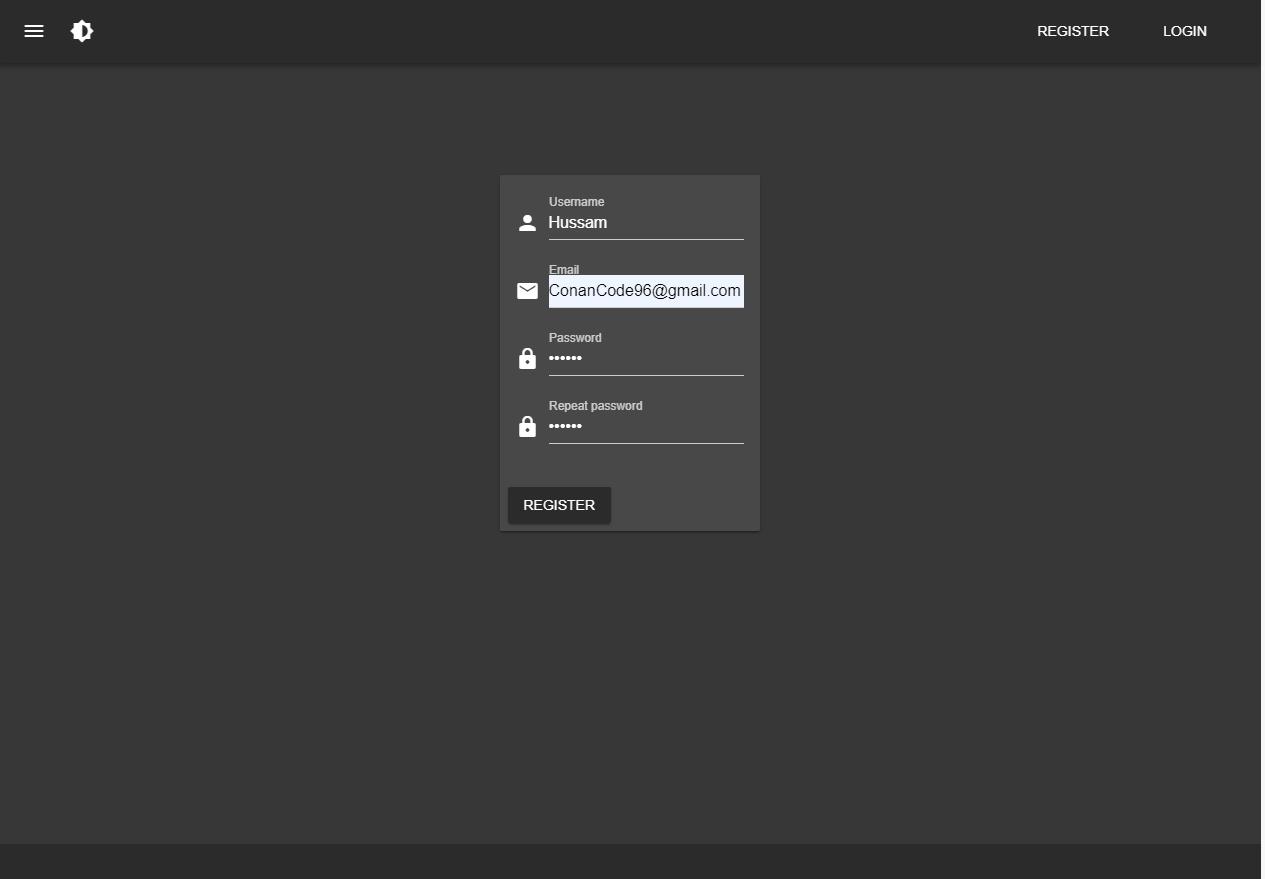 REGISTER
LOGIN
Username
Hussam
Email
ConanCode96@gmail.com
Password
••••••
Repeat password
••••••
REGISTER